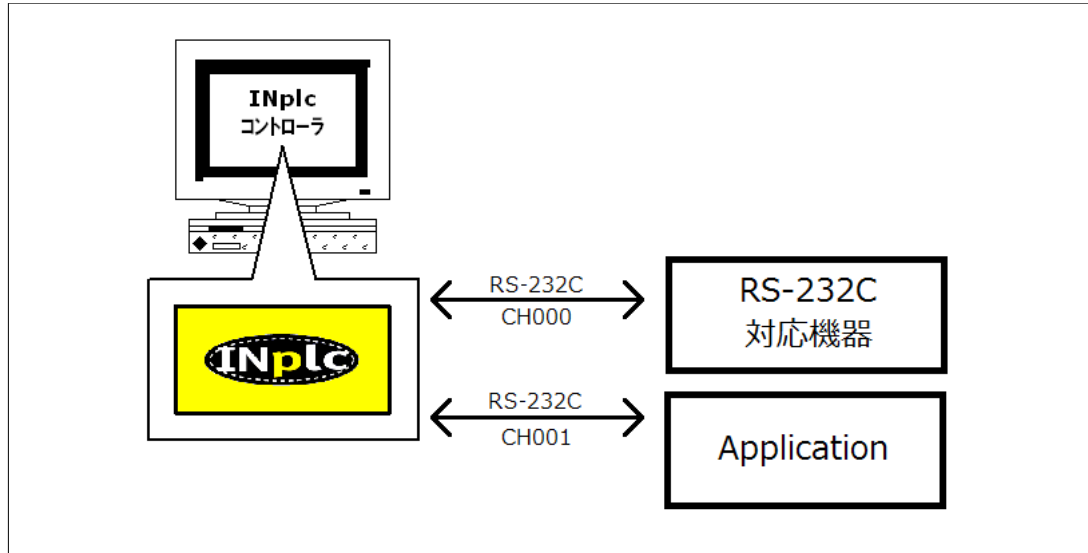 INplc
コントローラ
INplc
RS-232C
CH000
RS-232C
対応機器
RS-232C
CH001
Application